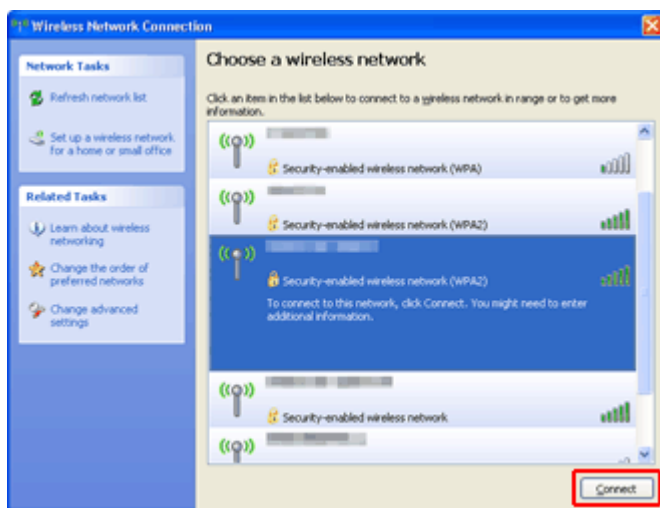 Wireless Network Connection
Network Tasks
Refresh network list
Set up a wireless network
for a home or small office
Related Tasks
Learn about wireless
networking
Change the order of
preferred networks
Change advanced
settings
Choose a wireless network
Click an item in the list below to connect to a wireless network in range or to get more
information.
Security-enabled wireless network (WPA)
Security-enabled wireless network (WPA2)
Security-enabled wireless network (WPA2)
To connect to this network, click Connect. You might need to enter
additional information.
Security-enabled wireless network
Connect